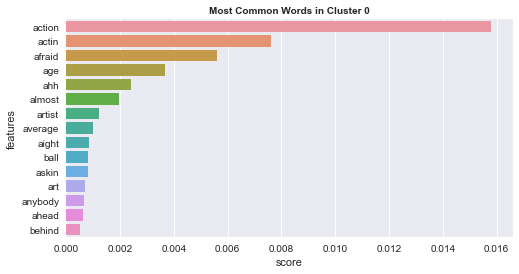 Most Common Words in Cluster 0
action
actin
afraid
age
ahh
almost
artist
average
aight
ball
askin
art
anybody
ahead
behind
features
0.000 0.002 0.004 0.006 0.008 0.010 0.012 0.014 0.016
score